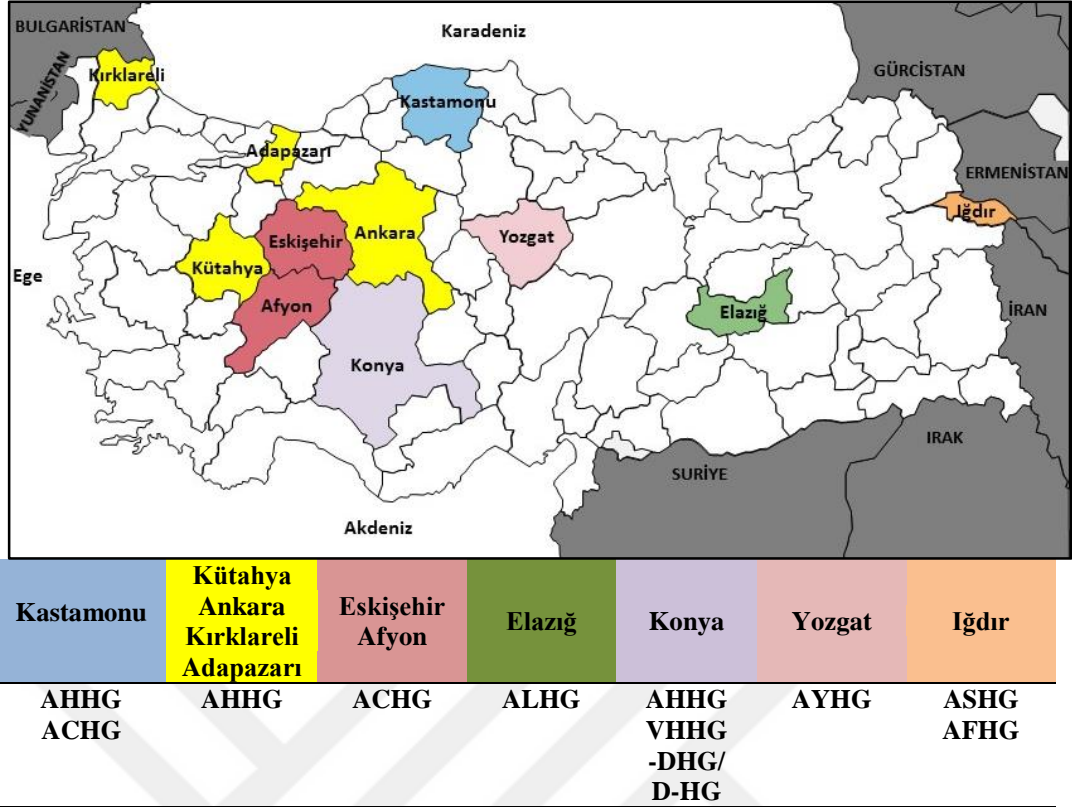 BULGARİSTAN
Karadeniz
GÜRCİSTAN
YUNANİSTAN
Kırklareli
Kastamonu
Adapazarı
ERMENİSTAN
Iğdır
Eskişehir
Ankara
Yozgat
Kütahya
Ege
Afyon
Elazığ
İRAN
Konya
IRAK
SURİYE
Akdeniz
Kastamonu
Kütahya
Ankara
Kırklareli
Adapazarı
Eskişehir
Afyon
Elazığ
Konya
Yozgat
Iğdır
AHHG
ACHG
AHHG
ACHG
ALHG
AHHG
VHHG
-DHG/
D-HG
AYHG
ASHG
AFHG